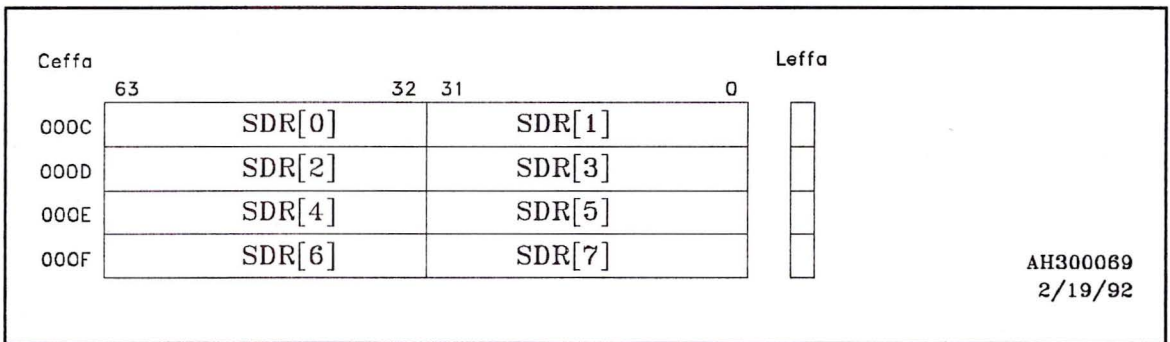 Ceffa Leffa
63 32 31 0
000C SDR[0] SDR[1]
000D SDR[2] SDR[3]
000E SDR[4] SDR[5]
000F SDR[6] SDR[7]
AH300069
2/19/92